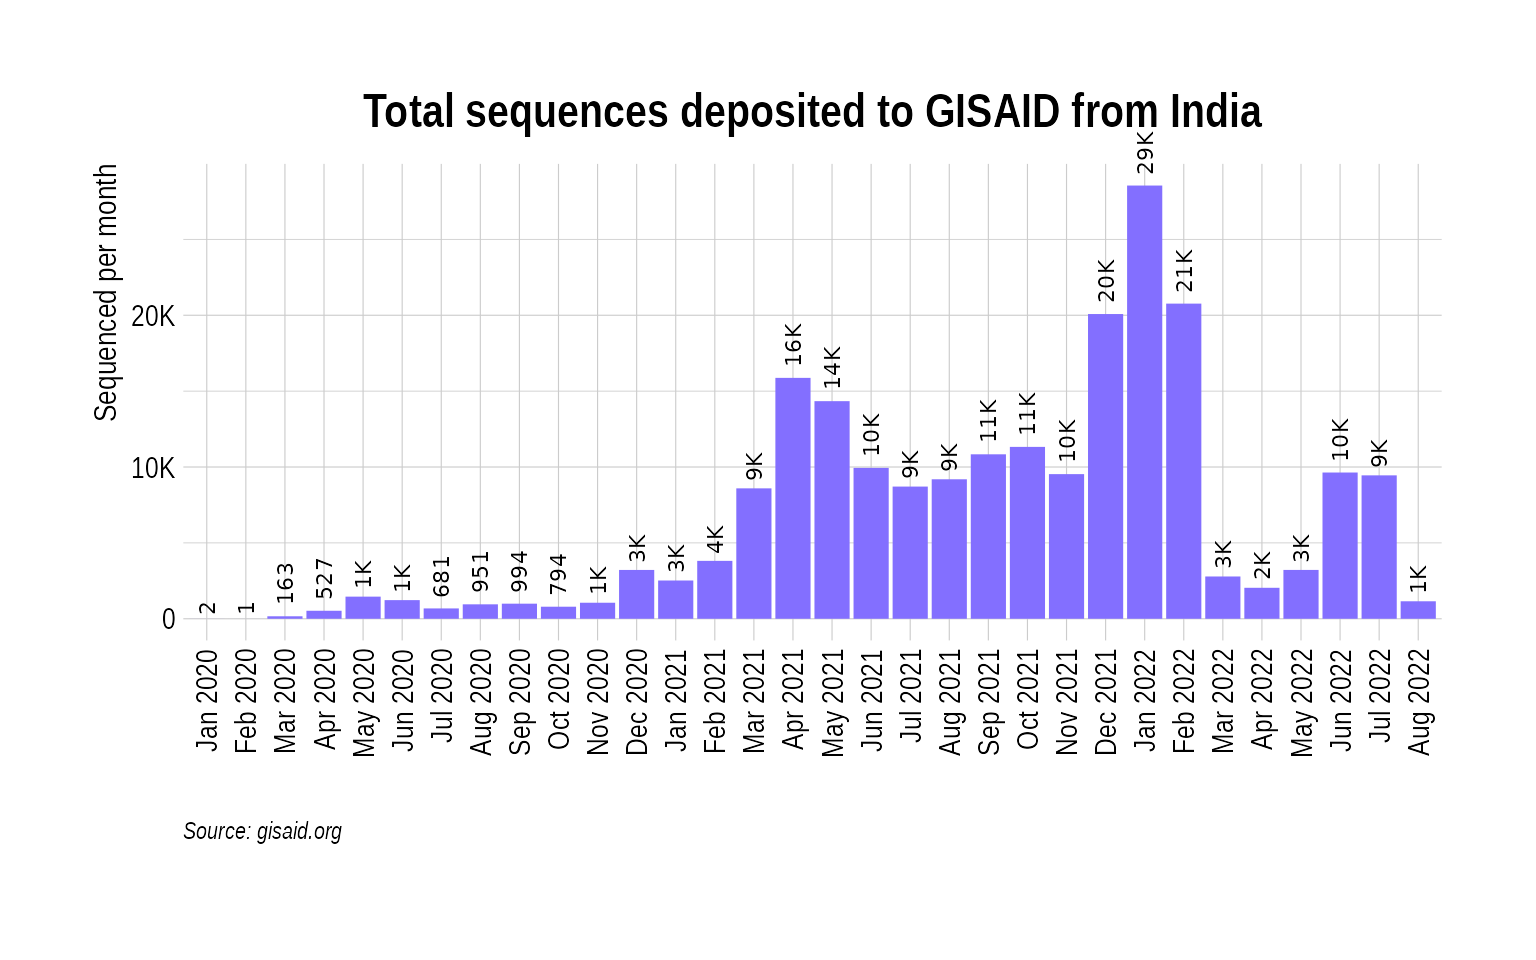 Total sequences deposited to GISAID from India
Sequenced per month
20K
10K
0
2
1
163
527
1K
1K
681
951
994
794
1K
3K
3K
4K
9K
16K
14K
10K
9K
9K
11K
11K
10K
20K
29K
21K
3K
2K
3K
10K
9K
1K
Jan 2020
Feb 2020
Mar 2020
Apr 2020
May 2020
Jun 2020
Jul 2020
Aug 2020
Sep 2020
Oct 2020
Nov 2020
Dec 2020
Jan 2021
Feb 2021
Mar 2021
Apr 2021
May 2021
Jun 2021
Jul 2021
Aug 2021
Sep 2021
Oct 2021
Nov 2021
Dec 2021
Jan 2022
Feb 2022
Mar 2022
Apr 2022
May 2022
Jun 2022
Jul 2022
Aug 2022
Source: gisaid.org